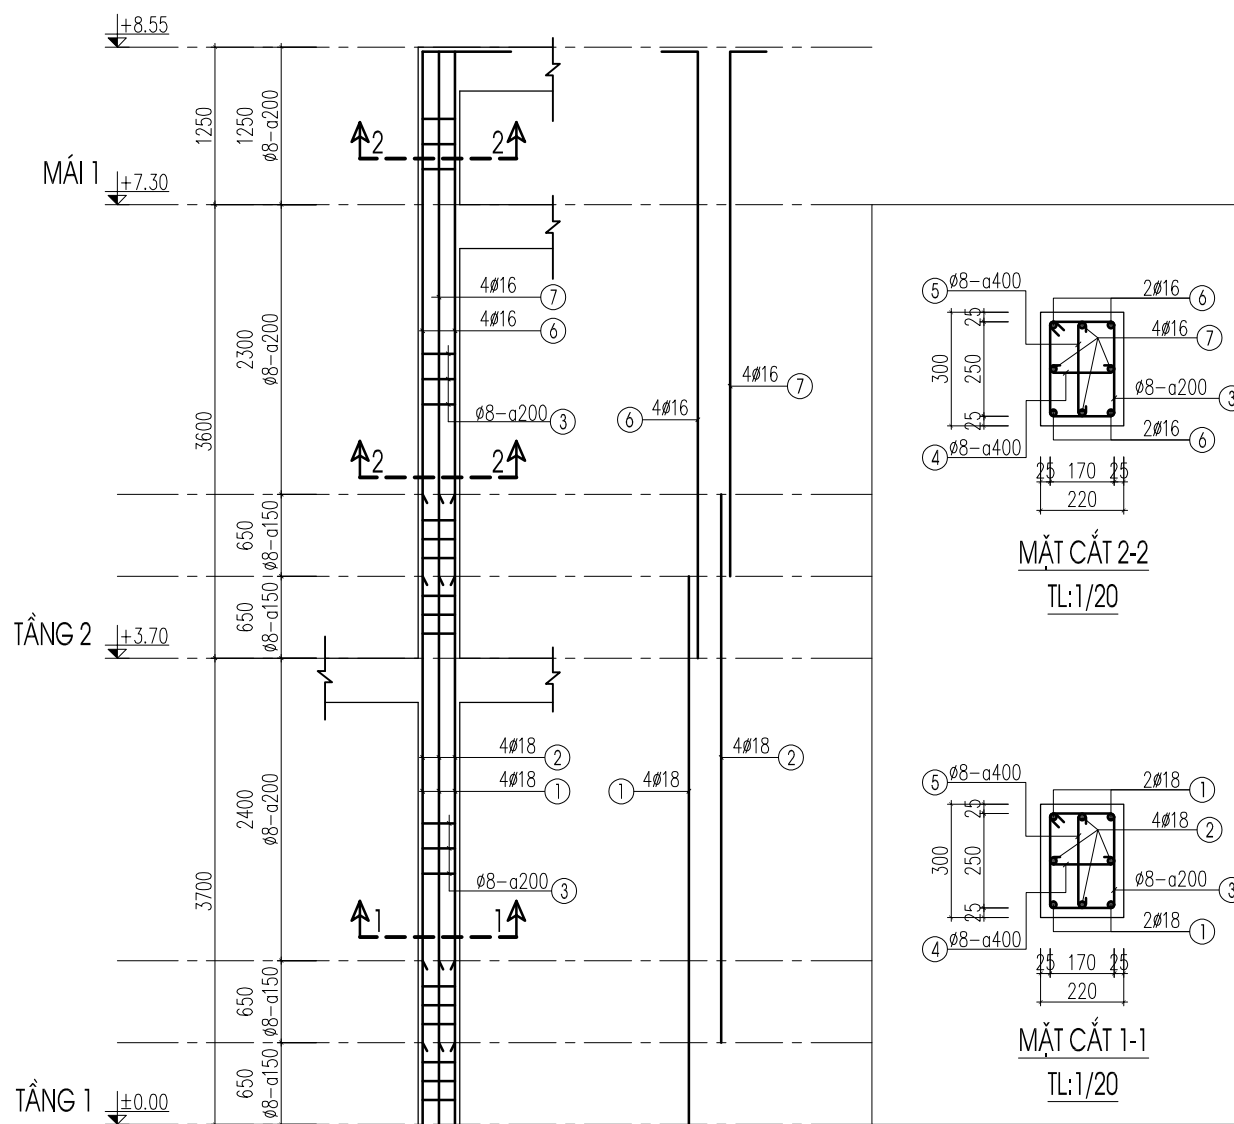 +8.55
1250
1250
ø8-a200
2
2
MÁI 1
+7.30
4ø16
7
4ø16
6
2300
ø8-a200
3600
ø8-a200
3
4ø16
7
6
4ø16
2
2
650
ø8-a150
650
ø8-a150
TẦNG 2
+3.70
4ø18
2
4ø18
1
4ø18
2
1
4ø18
2400
ø8-a200
3700
ø8-a200
3
1
1
650
ø8-a150
650
ø8-a150
TẦNG 1
±0.00
5
ø8-a400
2ø16
6
4ø16
7
ø8-a200
3
2ø16
6
4
ø8-a400
25
250
25
300
25
170
25
220
MẶT CẮT 2-2
TL:1/20
5
ø8-a400
2ø18
1
4ø18
2
ø8-a200
3
2ø18
1
4
ø8-a400
25
250
25
300
25
170
25
220
MẶT CẮT 1-1
TL:1/20